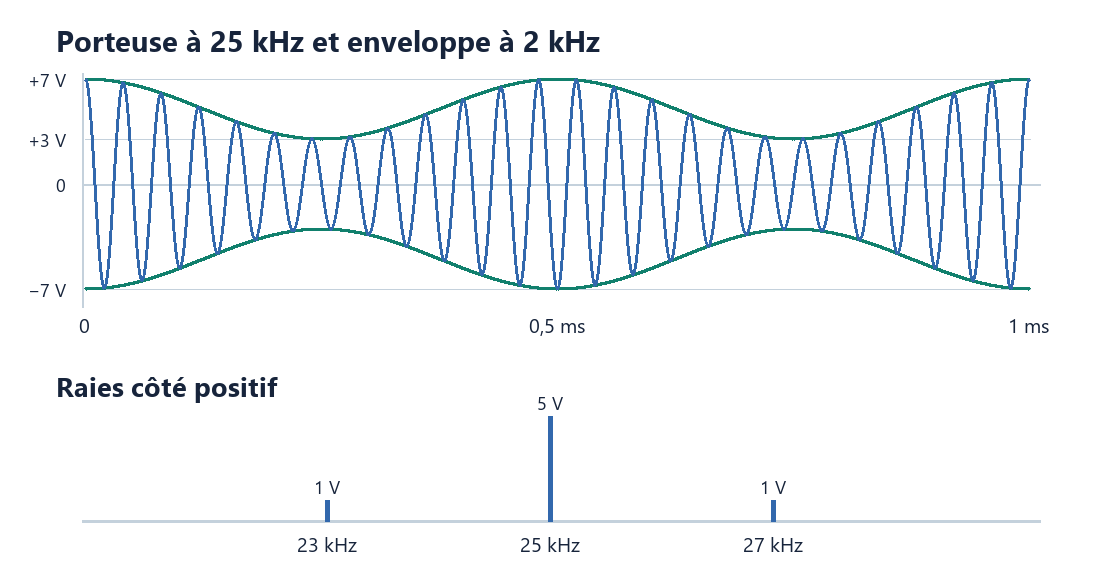 Porteuse à 25 kHz et enveloppe à 2 kHz
+7 V
+3 V
0
−7 V
0
0,5 ms
1 ms
Raies côté positif
5 V
1 V
1 V
23 kHz
25 kHz
27 kHz